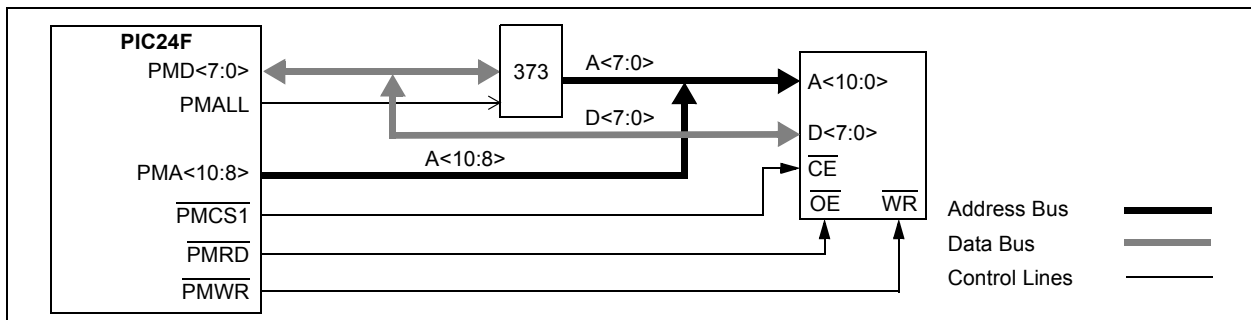 PIC24F
PMD<7:0>
PMALL
PMA<10:8>
PMCS1
PMRD
PMWR
373
A<7:0>
D<7:0>
A<10:8>
A<10:0>
D<7:0>
CE
OE WR
Address Bus
Data Bus
Control Lines